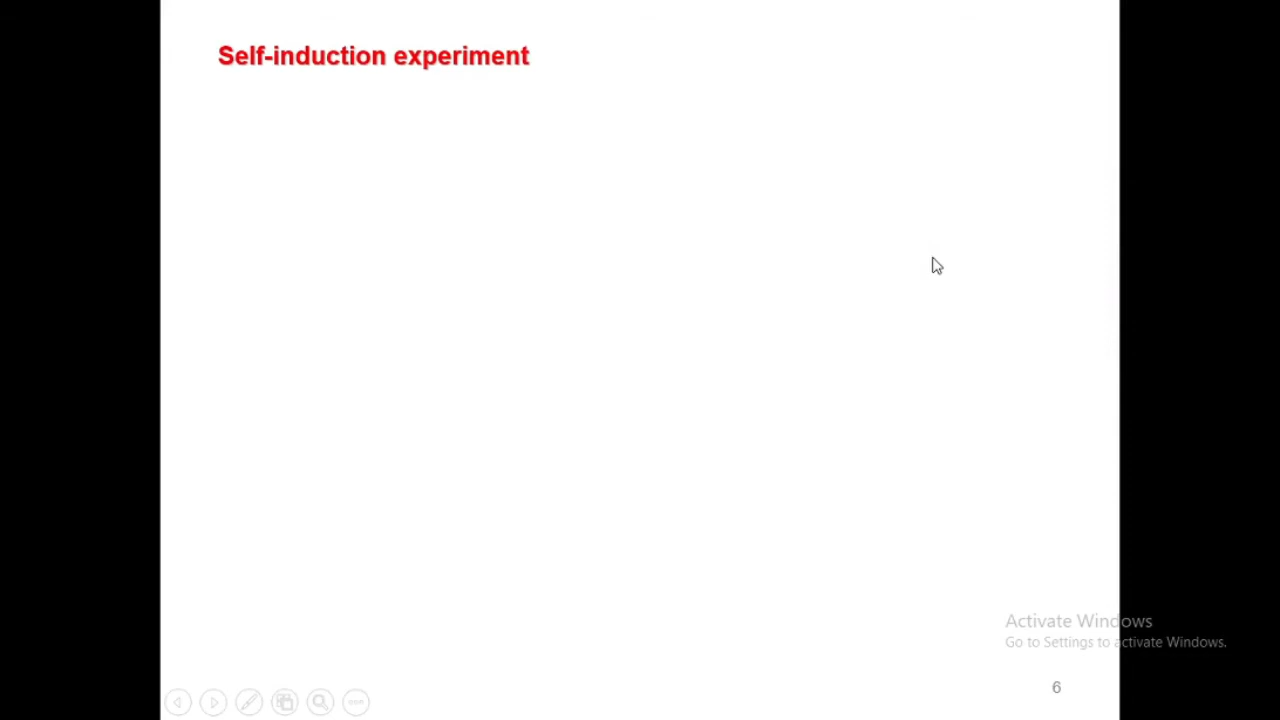 Self-induction experiment
Activate Windows
Go to Settings to activate Windows.
6